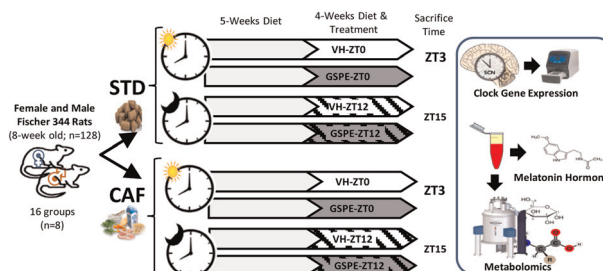 5-Weeks Diet
4-Weeks Diet &
Treatment
Sacrifice
Time
STD
VH-ZT0
GSPE-ZT0
ZT3
VH-ZT12
GSPE-ZT12
ZT15
Female and Male
Fischer 344 Rats
(8-week old; n=128)
16 groups
(n=8)
CAF
VH-ZT0
GSPE-ZT0
ZT3
VH-ZT12
GSPE-ZT12
ZT15
SCN
Clock Gene Expression
Melatonin Hormon
Metabolomics